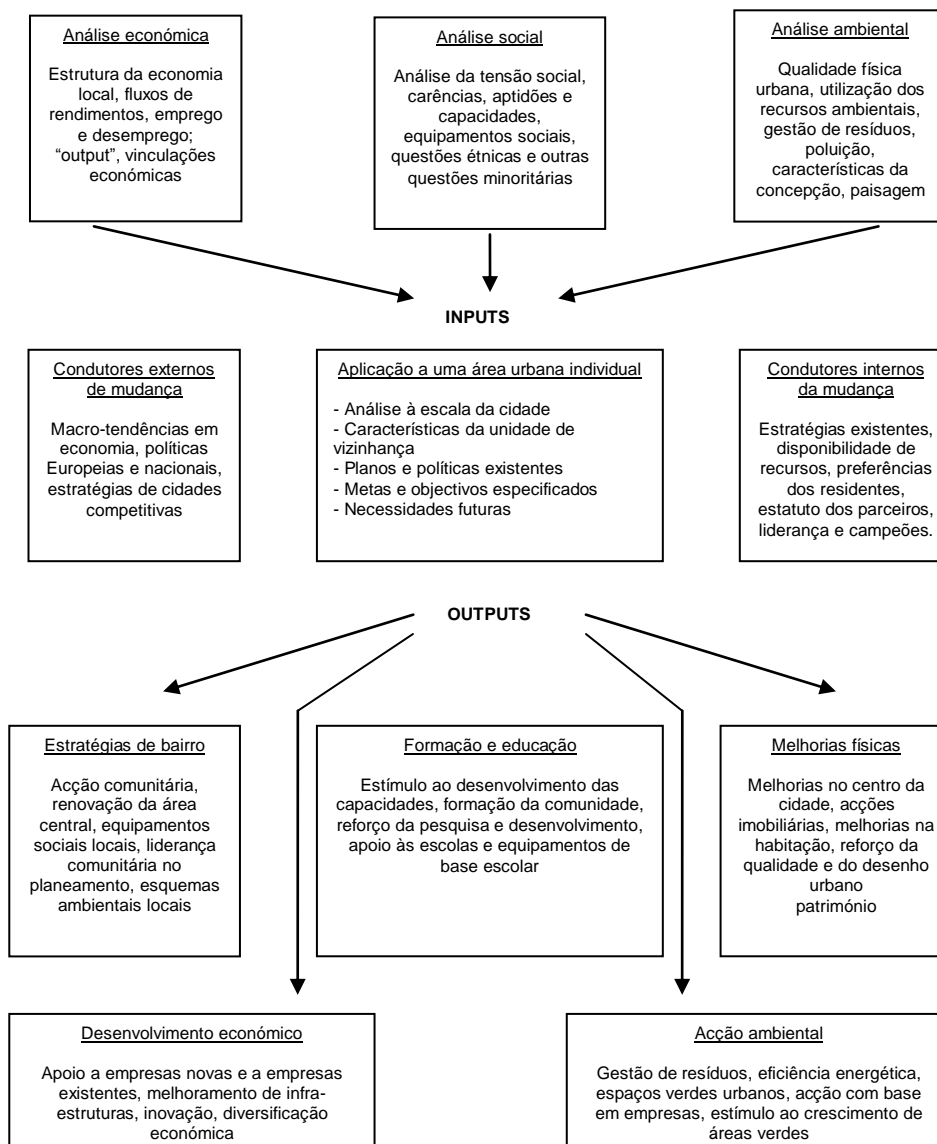 Análise económica
Estrutura da economia
local, fluxos de
rendimentos, emprego
e desemprego;
“output”, vinculações
económicas
Análise social
Análise da tensão social,
carências, aptidões e
capacidades,
equipamentos sociais,
questões étnicas e outras
questões minoritárias
Análise ambiental
Qualidade física
urbana, utilização dos
recursos ambientais,
gestão de resíduos,
poluição,
características da
concepção, paisagem
INPUTS
Condutores externos
de mudança
Macro-tendências em
economia, políticas
Europeias e nacionais,
estratégias de cidades
competitivas
Aplicação a uma área urbana individual
- Análise à escala da cidade
- Características da unidade de
vizinhança
- Planos e políticas existentes
- Metas e objectivos especificados
- Necessidades futuras
Condutores internos
da mudança
Estratégias existentes,
disponibilidade de
recursos, preferências
dos residentes,
estatuto dos parceiros,
liderança e campeões.
OUTPUTS
Estratégias de bairro
Acção comunitária,
renovação da área
central, equipamentos
sociais locais, liderança
comunitária no
planeamento, esquemas
ambientais locais
Formação e educação
Estímulo ao desenvolvimento das
capacidades, formação da comunidade,
reforço da pesquisa e desenvolvimento,
apoio às escolas e equipamentos de
base escolar
Melhorias físicas
Melhorias no centro da
cidade, acções
imobiliárias, melhorias na
habitação, reforço da
qualidade e do desenho
urbano
património
Desenvolvimento económico
Apoio a empresas novas e a empresas
existentes, melhoramento de infra-
estruturas, inovação, diversificação
económica
Acção ambiental
Gestão de resíduos, eficiência energética,
espaços verdes urbanos, acção com base
em empresas, estímulo ao crescimento de
áreas verdes